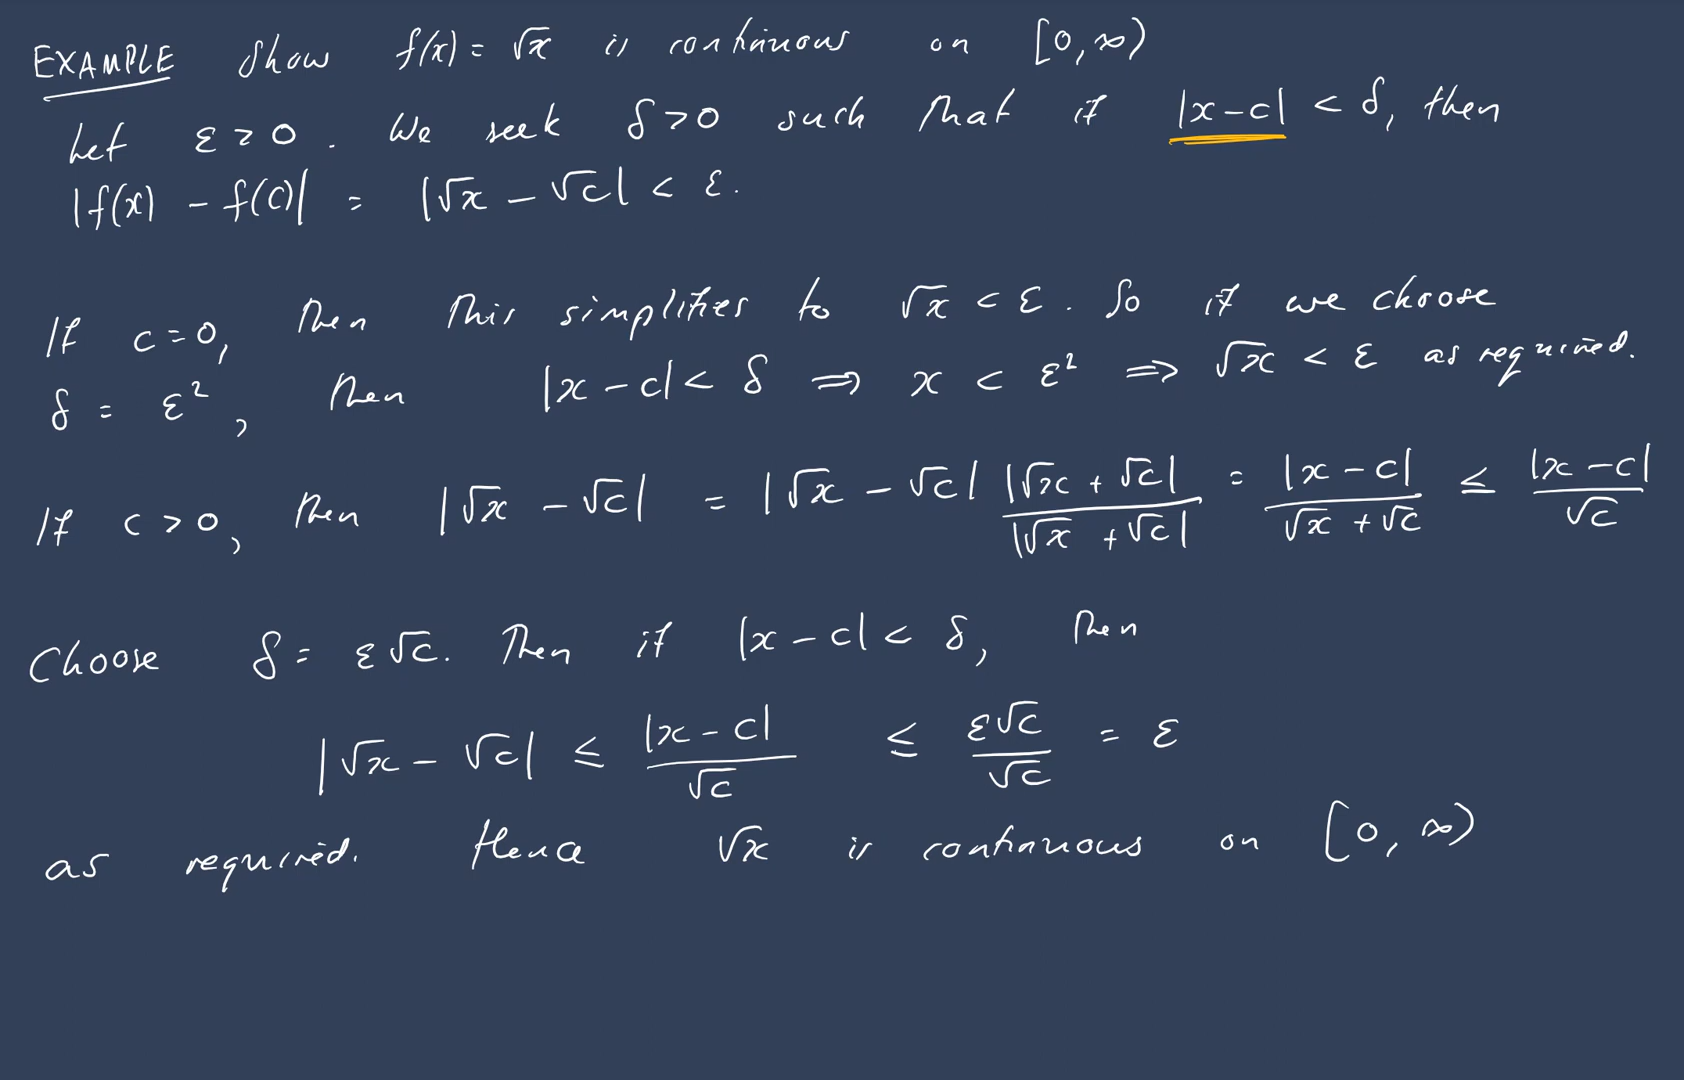 EXAMPLE Show f(x) = √x is continuous on [0,∞)
Let ε > 0. We seek δ > 0 such that if |x-c| < δ, then
|f(x) - f(c)| = |√x - √c| < ε.
If c = 0, then this simplifies to √x < ε. So if we choose
δ = ε², then |x - c| < δ ⇒ x < ε² ⇒ √x < ε as required.
If c > 0, then |√x - √c| = |√x - √c| |√x + √c| / |√x + √c| = |x - c| / (√x + √c) ≤ |x - c| / √c
Choose δ = ε√c. Then if |x - c| < δ, then
|√x - √c| ≤ |x - c| / √c ≤ ε√c / √c = ε
as required. Hence √x is continuous on [0, ∞)